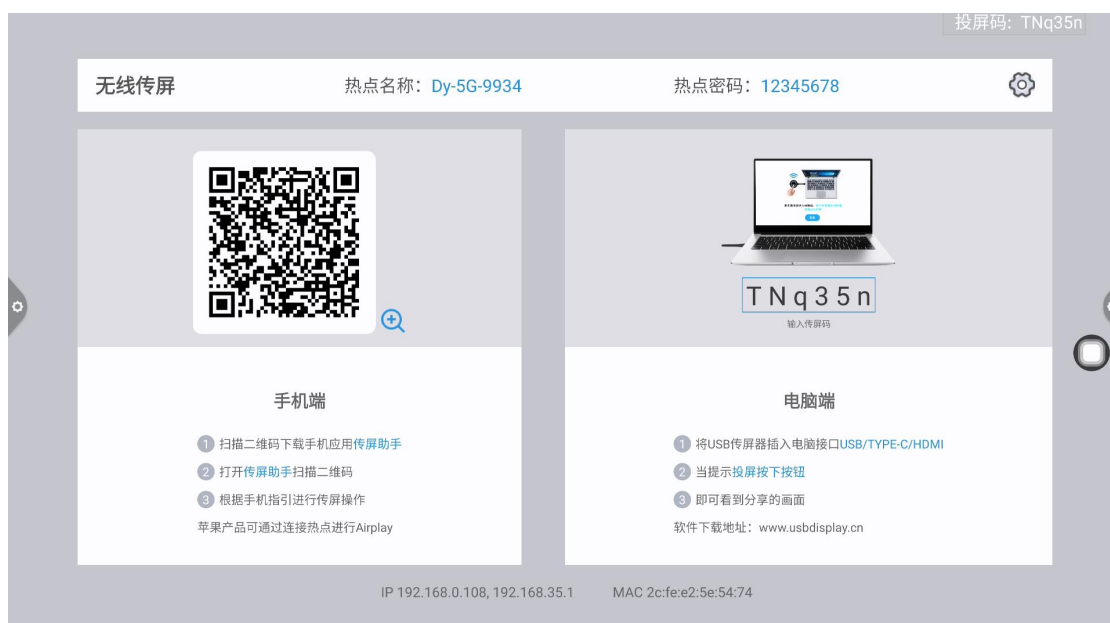 投屏码: TNq35n
无线传屏
热点名称：Dy-5G-9934
热点密码：12345678
TNq35n
输入传屏码
手机端
1 扫描二维码下载手机应用传屏助手
2 打开传屏助手扫描二维码
3 根据手机指引进行传屏操作
苹果产品可通过连接热点进行Airplay
电脑端
1 将USB传屏器插入电脑接口USB/TYPE-C/HDMI
2 当提示投屏按下按钮
3 即可看到分享的画面
软件下载地址：www.usbdisplay.cn
IP 192.168.0.108, 192.168.35.1 MAC 2c:fe:e2:5e:54:74